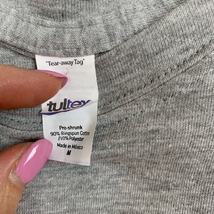 "Tear-away Tag"
tultex
Pre-shrunk
90% Ringspun Cotton
/10% Polyester
Made in Mexico
M